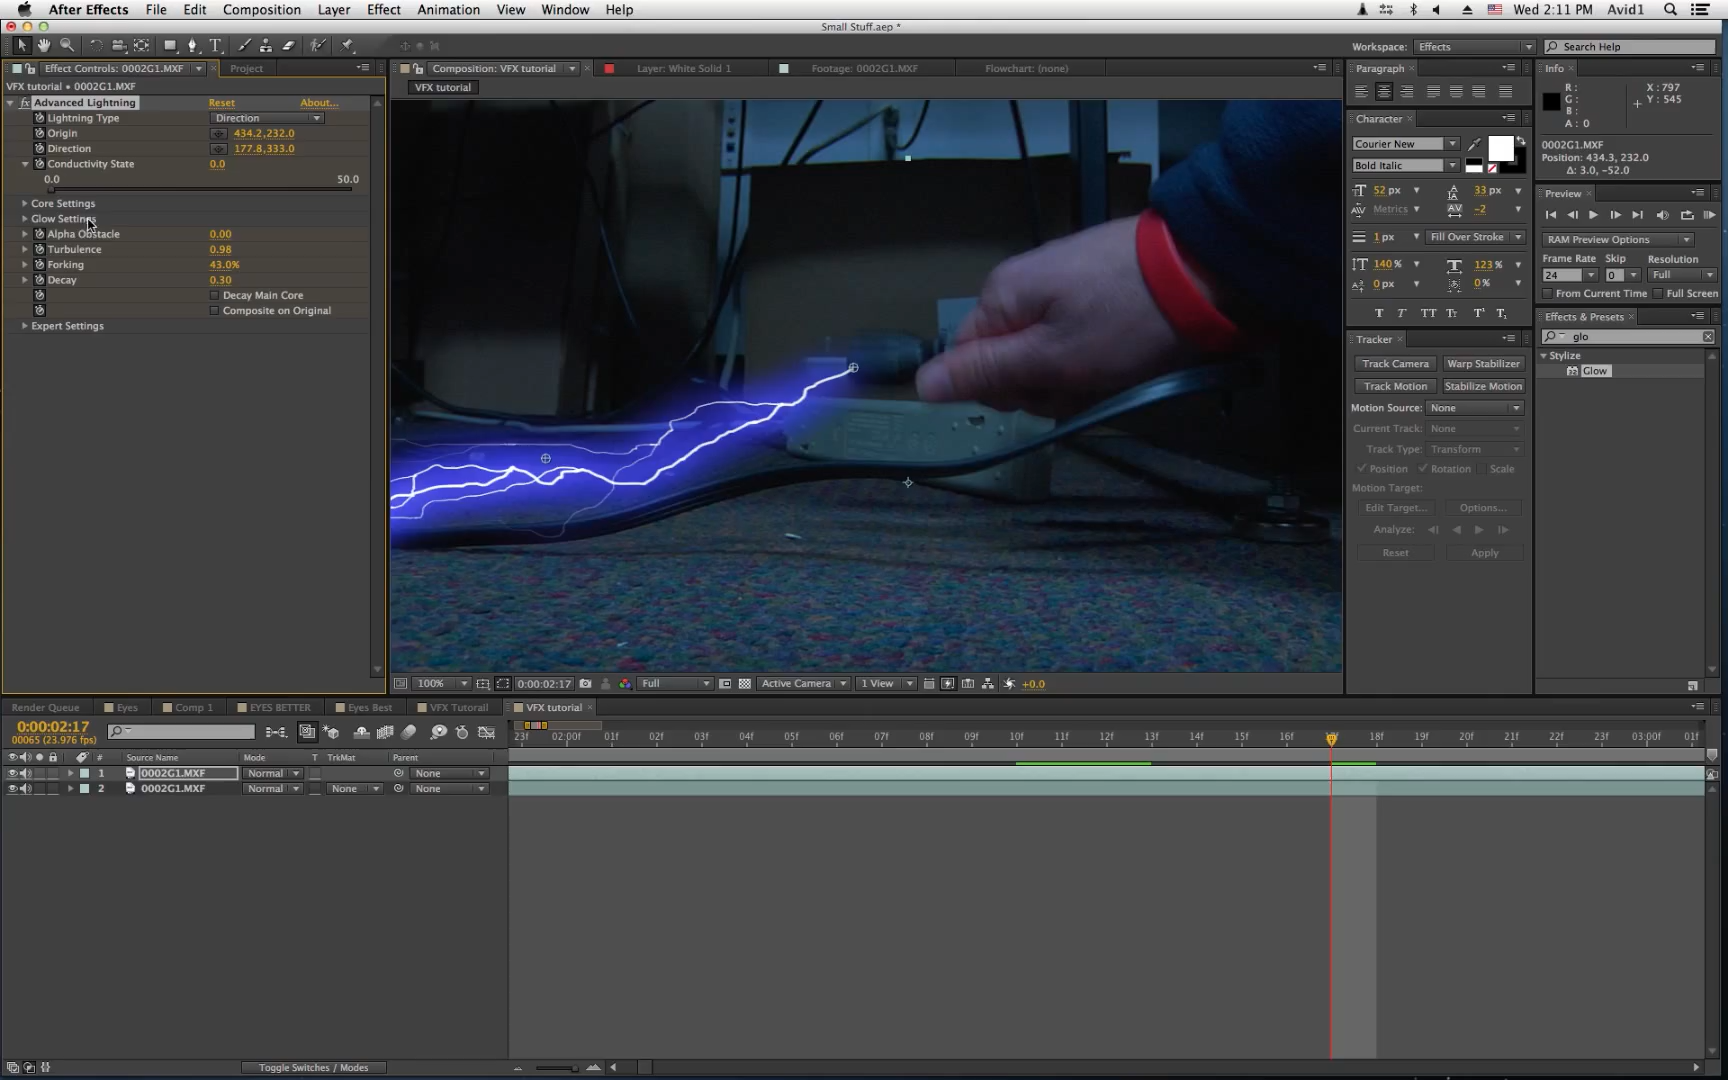 After Effects File Edit Composition Layer Effect Animation View Window Help Wed 2:11 PM Avid1
Small Stuff.aep *
Workspace: Effects Search Help
Effect Controls: 0002G1.MXF Project
VFX tutorial • 0002G1.MXF
Advanced Lightning Reset About...
Lightning Type Direction
Origin 434.2,232.0
Direction 177.8,333.0
Conductivity State 0.0
0.0 50.0
Core Settings
Glow Settings
Alpha Obstacle 0.00
Turbulence 0.98
Forking 43.0%
Decay 0.30
Decay Main Core
Composite on Original
Expert Settings
Composition: VFX tutorial Layer: White Solid 1 Footage: 0002G1.MXF Flowchart: (none)
VFX tutorial
100% 0:00:02:17 Full Active Camera 1 View +0.0
Paragraph
Character
Courier New
Bold Italic
52 px 33 px
Metrics -2
1 px Fill Over Stroke
140 % 123 %
0 px 0 %
T T TT Tt T¹ T₁
Tracker
Track Camera Warp Stabilizer
Track Motion Stabilize Motion
Motion Source: None
Current Track: None
Track Type: Transform
Position Rotation Scale
Motion Target:
Edit Target... Options...
Analyze:
Reset Apply
Info
R : X : 797
G : Y : 545
B :
A : 0
0002G1.MXF
Position: 434.3, 232.0
Δ: 3.0, -52.0
Preview
RAM Preview Options
Frame Rate Skip Resolution
24 0 Full
From Current Time Full Screen
Effects & Presets
glo
Stylize
Glow
Render Queue Eyes Comp 1 EYES BETTER Eyes Best VFX Tutorall VFX tutorial
0:00:02:17
00065 (23.976 fps)
# Source Name Mode T TrkMat Parent
1 0002G1.MXF Normal None
2 0002G1.MXF Normal None None
23f 02:00f 01f 02f 03f 04f 05f 06f 07f 08f 09f 10f 11f 12f 13f 14f 15f 16f 18f 19f 20f 21f 22f 03:00f 01f
Toggle Switches / Modes